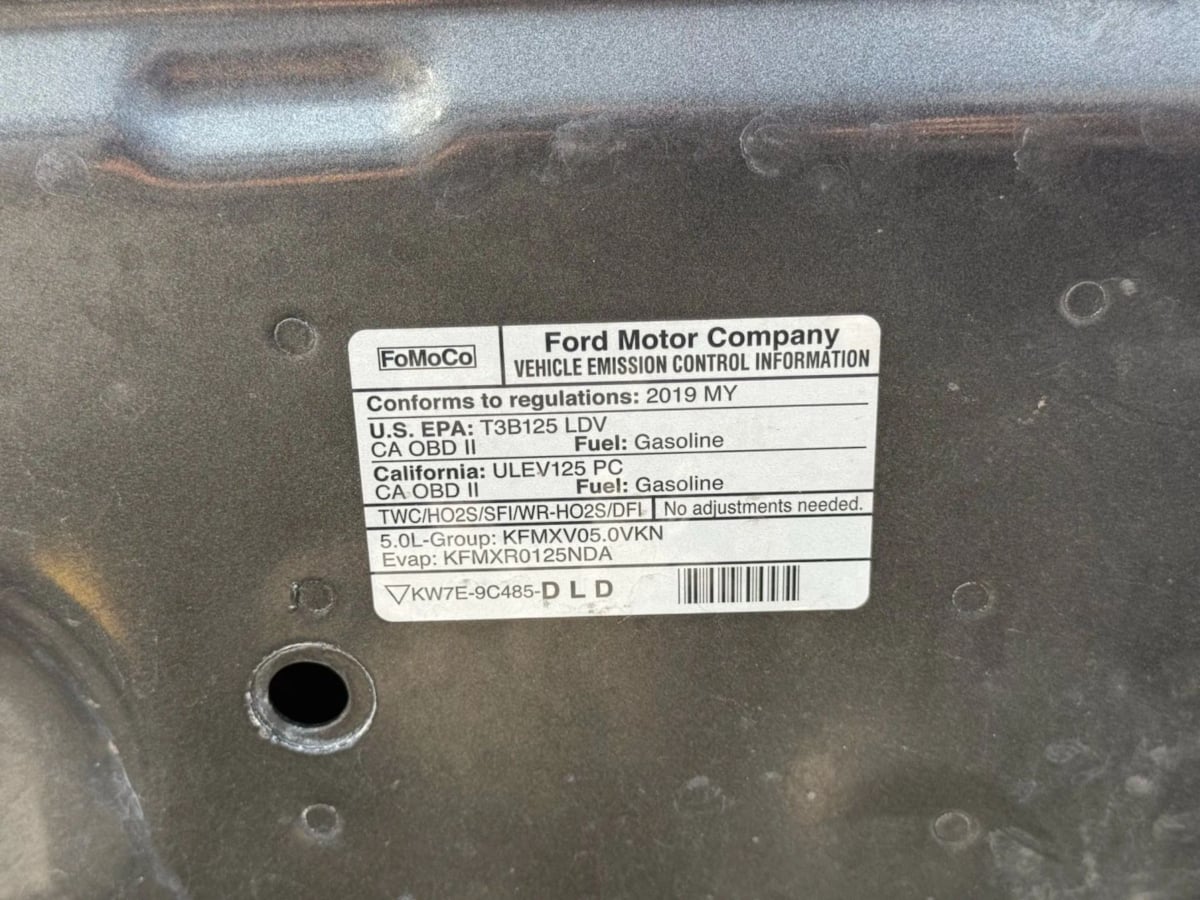 FoMoCo
Ford Motor Company
VEHICLE EMISSION CONTROL INFORMATION
Conforms to regulations: 2019 MY
U.S. EPA: T3B125 LDV
CA OBD II Fuel: Gasoline
California: ULEV125 PC
CA OBD II Fuel: Gasoline
TWC/HO2S/SFI/WR-HO2S/DFI No adjustments needed.
5.0L-Group: KFMXV05.0VKN
Evap: KFMXR0125NDA
KW7E-9C485-D L D